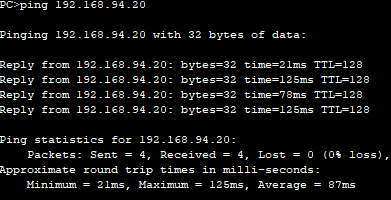 PC>ping 192.168.94.20
Pinging 192.168.94.20 with 32 bytes of data:
Reply from 192.168.94.20: bytes=32 time=21ms TTL=128
Reply from 192.168.94.20: bytes=32 time=125ms TTL=128
Reply from 192.168.94.20: bytes=32 time=78ms TTL=128
Reply from 192.168.94.20: bytes=32 time=125ms TTL=128
Ping statistics for 192.168.94.20:
Packets: Sent = 4, Received = 4, Lost = 0 (0% loss),
Approximate round trip times in milli-seconds:
Minimum = 21ms, Maximum = 125ms, Average = 87ms